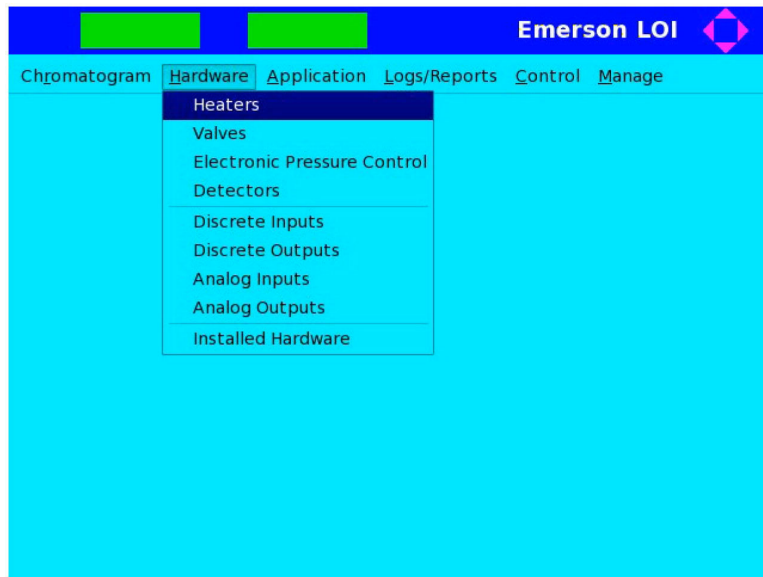 Emerson LOI
Chromatogram Hardware Application Logs/Reports Control Manage
Heaters
Valves
Electronic Pressure Control
Detectors
Discrete Inputs
Discrete Outputs
Analog Inputs
Analog Outputs
Installed Hardware